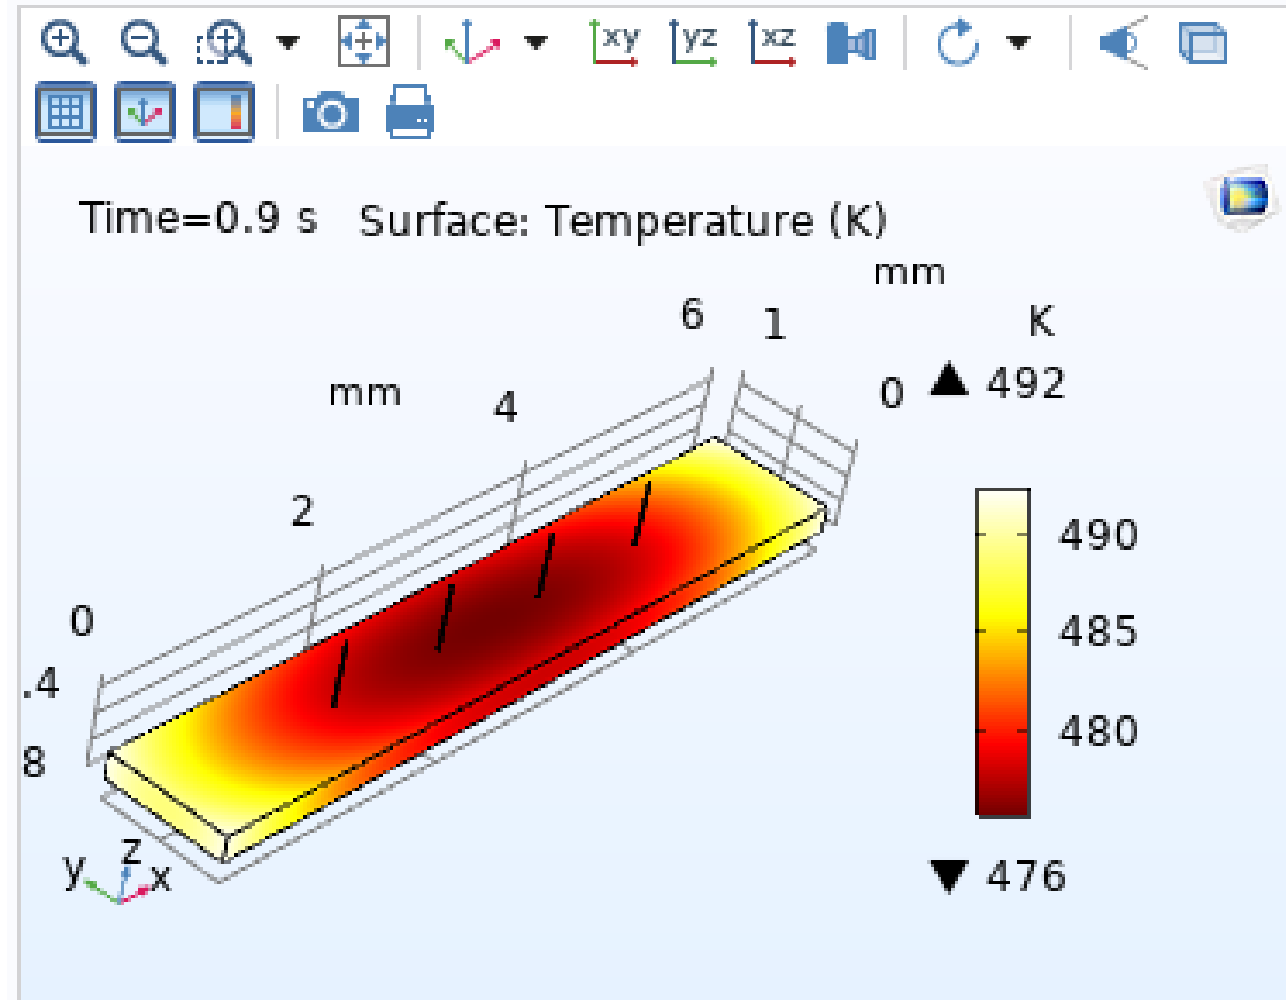 xy yz xz
Time=0.9 s Surface: Temperature (K)
mm
6 1 K
mm 4 0 ▲ 492
2
490
0 485
.4
480
8
z
y x
▼ 476